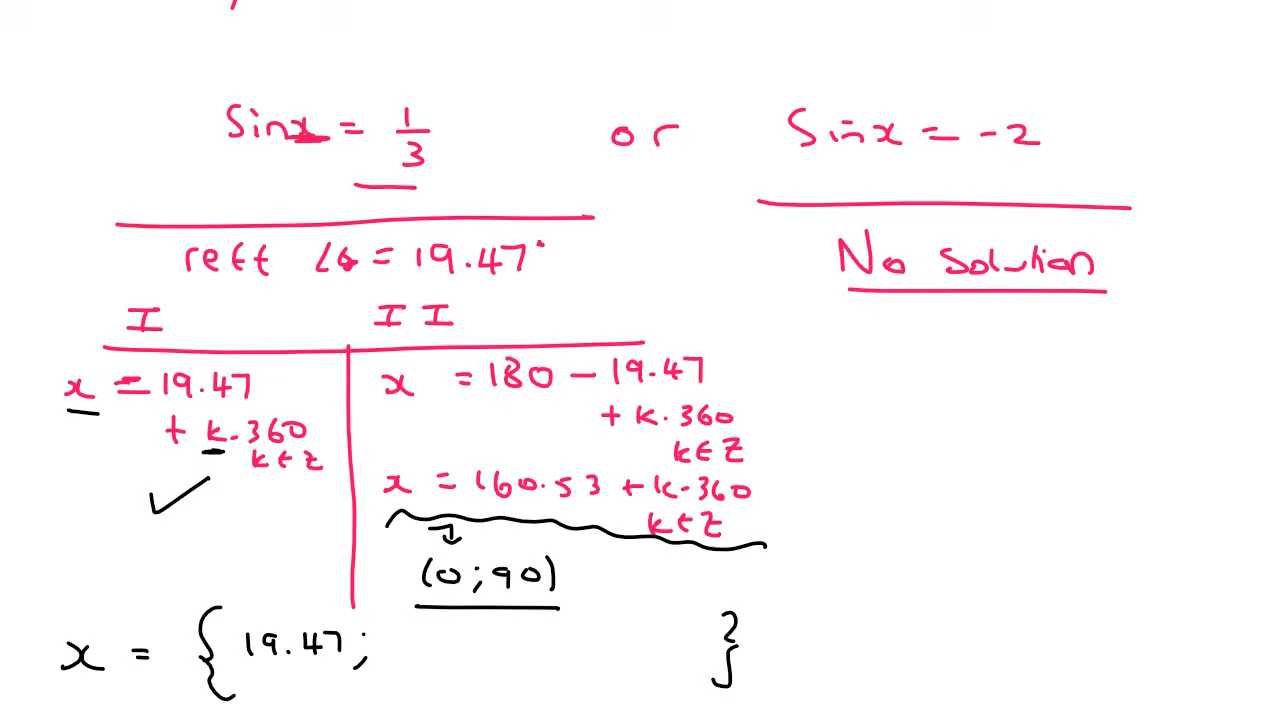 Sinx = 1/3 or Sinx = -2
reff ∠θ = 19.47°
No solution
I II
x = 19.47
+ k.360
k∈Z
x = 180 - 19.47
+ k.360
k∈Z
x = 160.53 + k.360
k∈Z
(0;90)
x = { 19.47; }